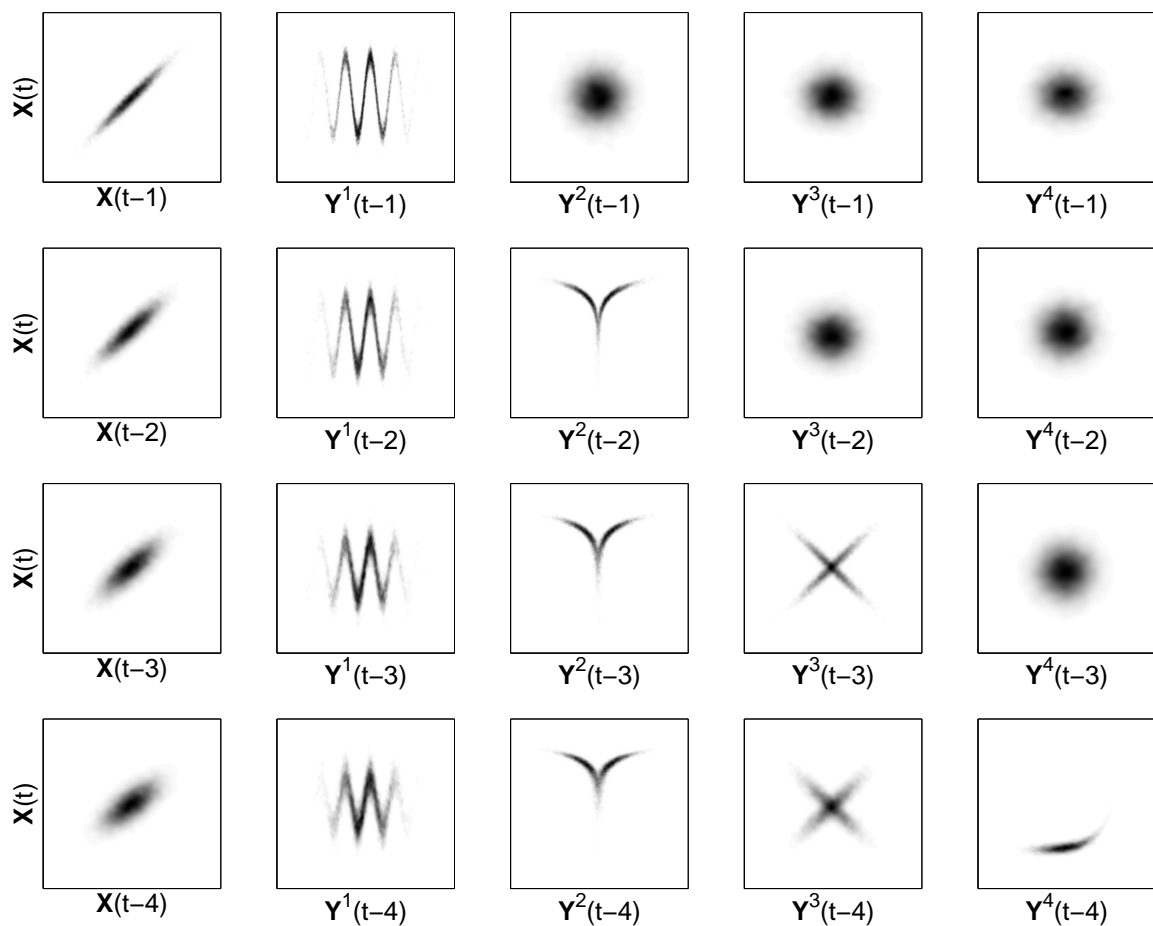 X(t)
X(t−1)
Y¹(t−1)
Y²(t−1)
Y³(t−1)
Y⁴(t−1)
X(t)
X(t−2)
Y¹(t−2)
Y²(t−2)
Y³(t−2)
Y⁴(t−2)
X(t)
X(t−3)
Y¹(t−3)
Y²(t−3)
Y³(t−3)
Y⁴(t−3)
X(t)
X(t−4)
Y¹(t−4)
Y²(t−4)
Y³(t−4)
Y⁴(t−4)